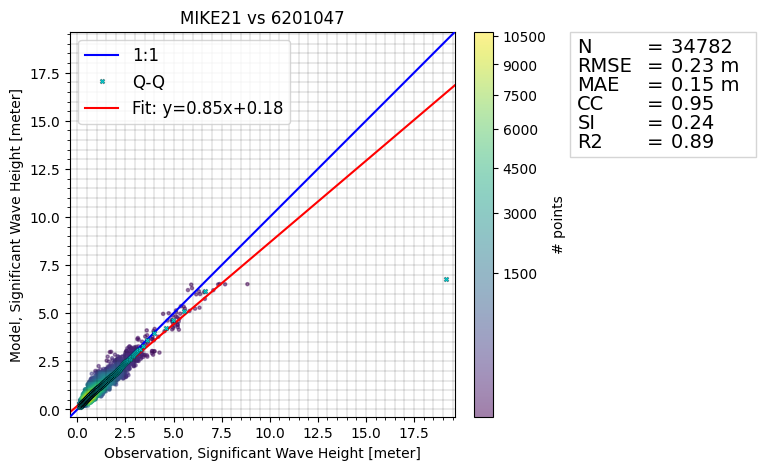 MIKE21 vs 6201047
1:1
Q-Q
Fit: y=0.85x+0.18
17.5
15.0
12.5
10.0
7.5
5.0
2.5
0.0
Model, Significant Wave Height [meter]
0.0 2.5 5.0 7.5 10.0 12.5 15.0 17.5
Observation, Significant Wave Height [meter]
10500
9000
7500
6000
4500
3000
1500
# points
N = 34782
RMSE = 0.23 m
MAE = 0.15 m
CC = 0.95
SI = 0.24
R2 = 0.89